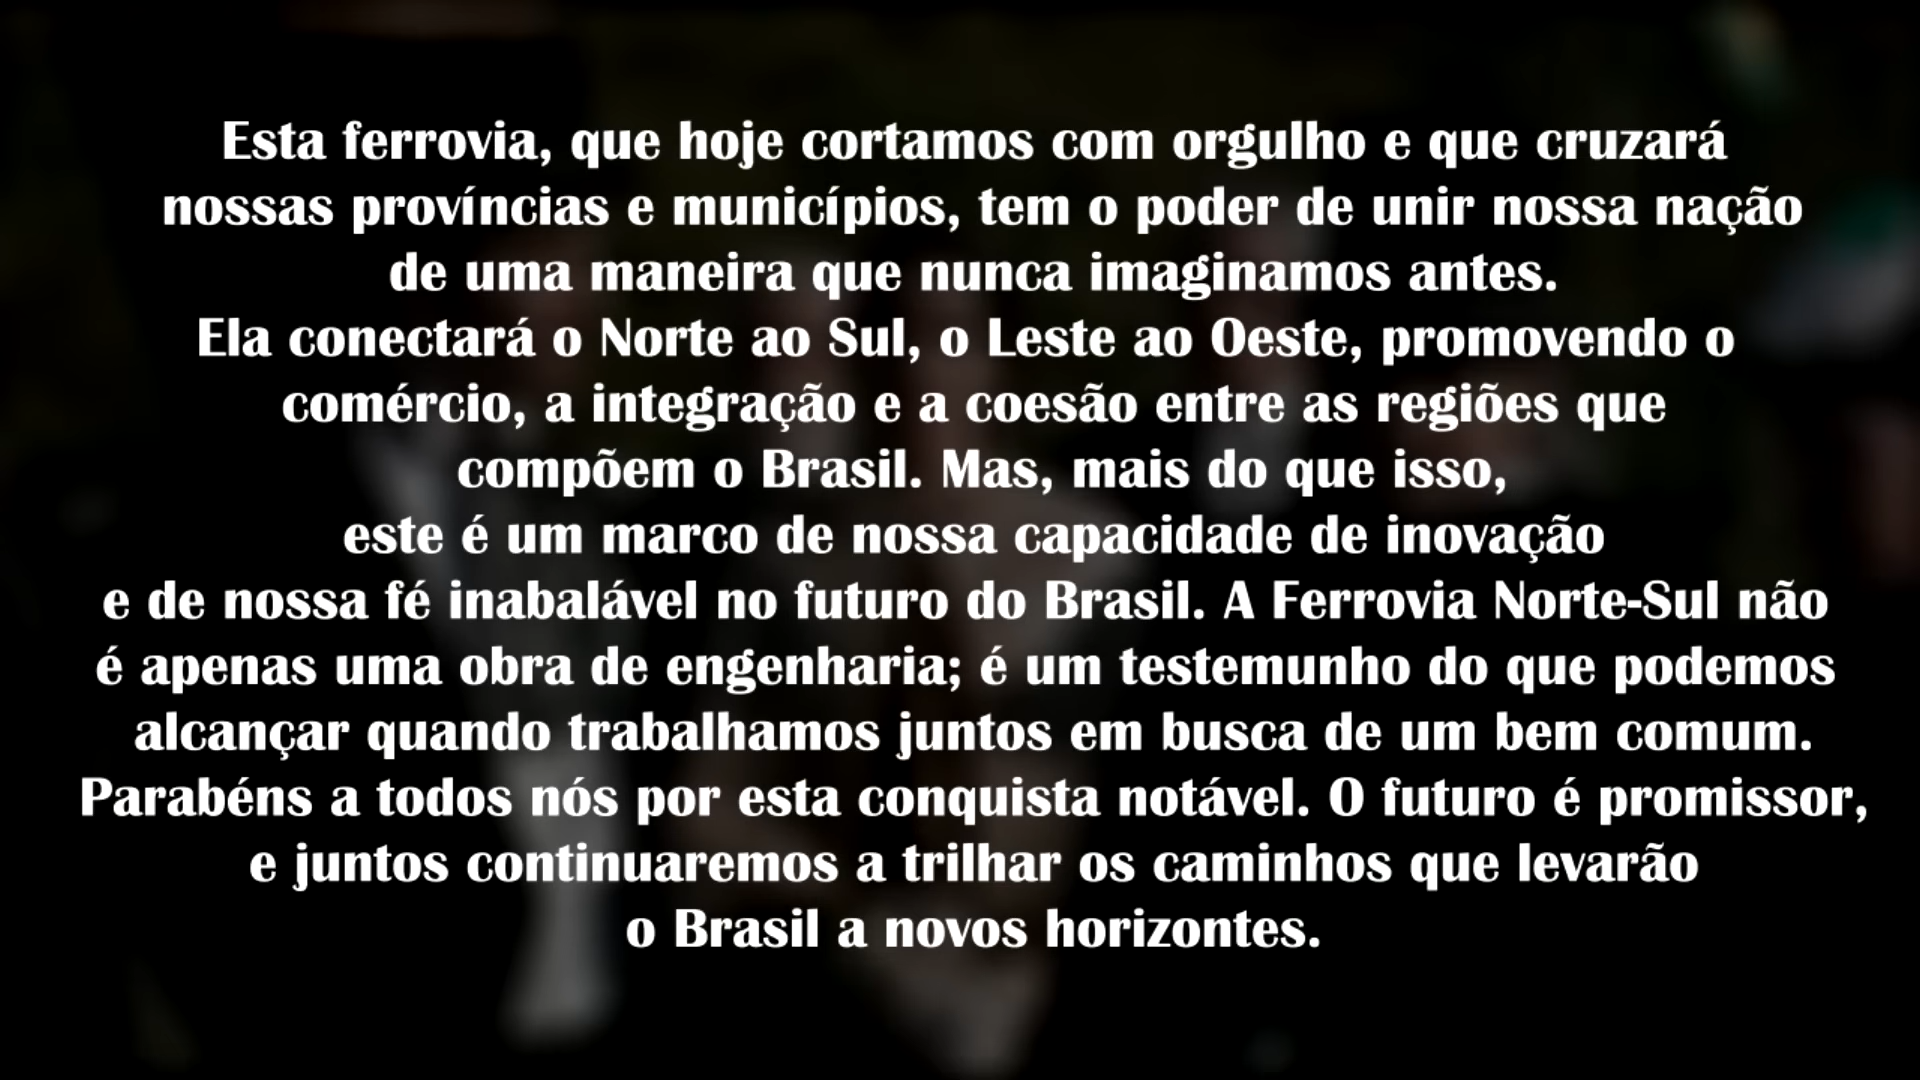 Esta ferrovia, que hoje cortamos com orgulho e que cruzará
nossas províncias e municípios, tem o poder de unir nossa nação
de uma maneira que nunca imaginamos antes.
Ela conectará o Norte ao Sul, o Leste ao Oeste, promovendo o
comércio, a integração e a coesão entre as regiões que
compõem o Brasil. Mas, mais do que isso,
este é um marco de nossa capacidade de inovação
e de nossa fé inabalável no futuro do Brasil. A Ferrovia Norte-Sul não
é apenas uma obra de engenharia; é um testemunho do que podemos
alcançar quando trabalhamos juntos em busca de um bem comum.
Parabéns a todos nós por esta conquista notável. O futuro é promissor,
e juntos continuaremos a trilhar os caminhos que levarão
o Brasil a novos horizontes.